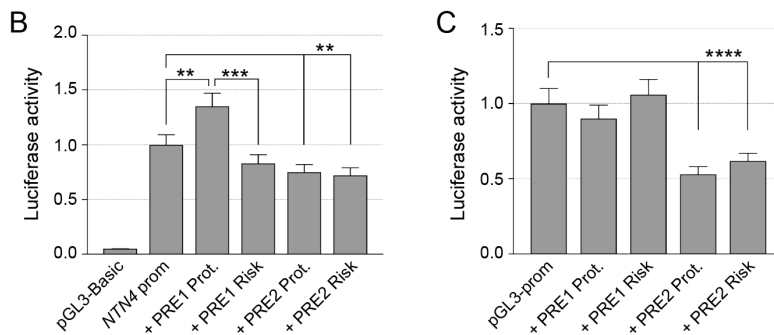 B
Luciferase activity
2.0
1.5
1.0
0.5
0.0
**
***
**
pGL3-Basic
NTN4 prom
+ PRE1 Prot.
+ PRE1 Risk
+ PRE2 Prot.
+ PRE2 Risk
C
Luciferase activity
1.5
1.0
0.5
0.0
****
pGL3-prom
+ PRE1 Prot.
+ PRE1 Risk
+ PRE2 Prot.
+ PRE2 Risk